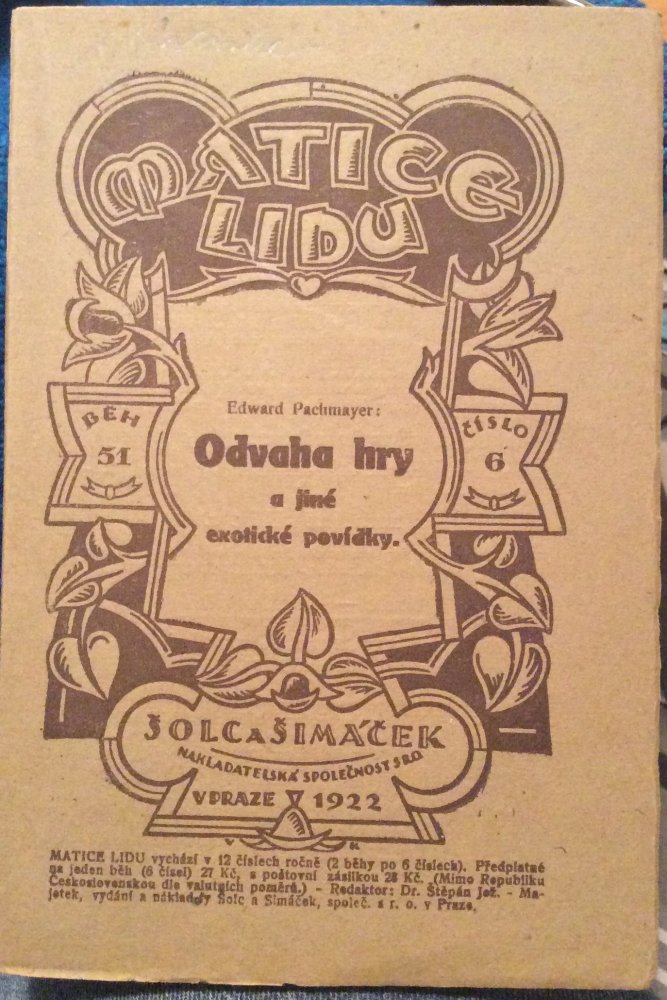 MATICE
LIDU
BĚH
51
ČÍSLO
6
Edward Pachmayer:
Odvaha hry
a jiné
exotické povídky.
ŠOLC A ŠIMÁČEK
NAKLADATELSKÁ SPOLEČNOST S R.O.
V PRAZE 1922
V K
MATICE LIDU vychází v 12 číslech ročně (2 běhy po 6 číslech). Předplatné
na jeden běh (6 čísel) 27 Kč, s poštovní zásilkou 28 Kč. (Mimo Republiku
Československou dle valutních poměrů.) - Redaktor: Dr. Štěpán Jež. - Ma-
jetek, vydání a náklad Šolc a Šimáček, společ. s r. o. v Praze.